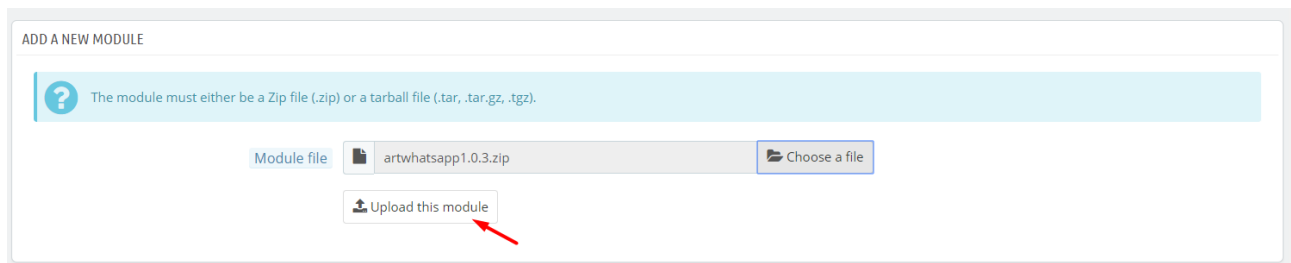 ADD A NEW MODULE
The module must either be a Zip file (.zip) or a tarball file (.tar, .tar.gz, .tgz).
Module file artwhatsapp1.0.3.zip Choose a file
Upload this module